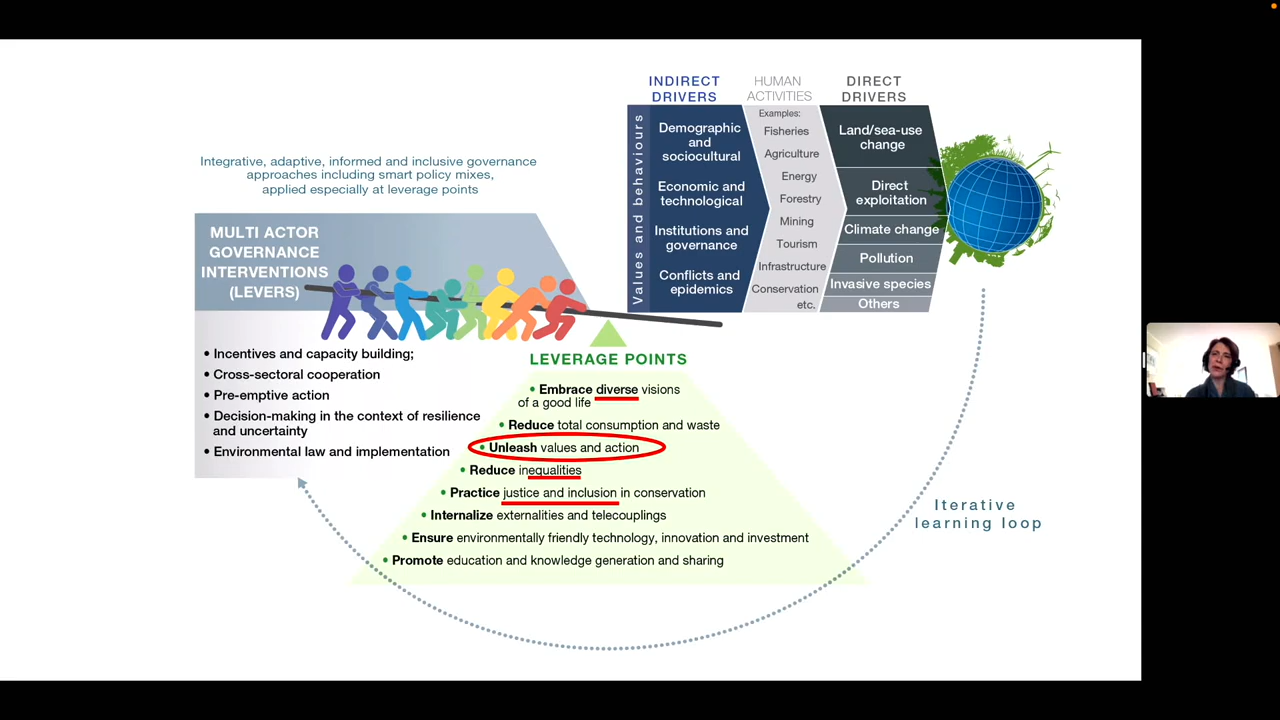 INDIRECT
DRIVERS
HUMAN
ACTIVITIES
DIRECT
DRIVERS
Values and behaviours
Demographic
and
sociocultural
Economic and
technological
Institutions and
governance
Conflicts and
epidemics
Examples:
Fisheries
Agriculture
Energy
Forestry
Mining
Tourism
Infrastructure
Conservation
etc.
Land/sea-use
change
Direct
exploitation
Climate change
Pollution
Invasive species
Others
Integrative, adaptive, informed and inclusive governance
approaches including smart policy mixes,
applied especially at leverage points
MULTI ACTOR
GOVERNANCE
INTERVENTIONS
(LEVERS)
• Incentives and capacity building;
• Cross-sectoral cooperation
• Pre-emptive action
• Decision-making in the context of resilience
and uncertainty
• Environmental law and implementation
LEVERAGE POINTS
• Embrace diverse visions
of a good life
• Reduce total consumption and waste
• Unleash values and action
• Reduce inequalities
• Practice justice and inclusion in conservation
• Internalize externalities and telecouplings
• Ensure environmentally friendly technology, innovation and investment
• Promote education and knowledge generation and sharing
Iterative
learning loop